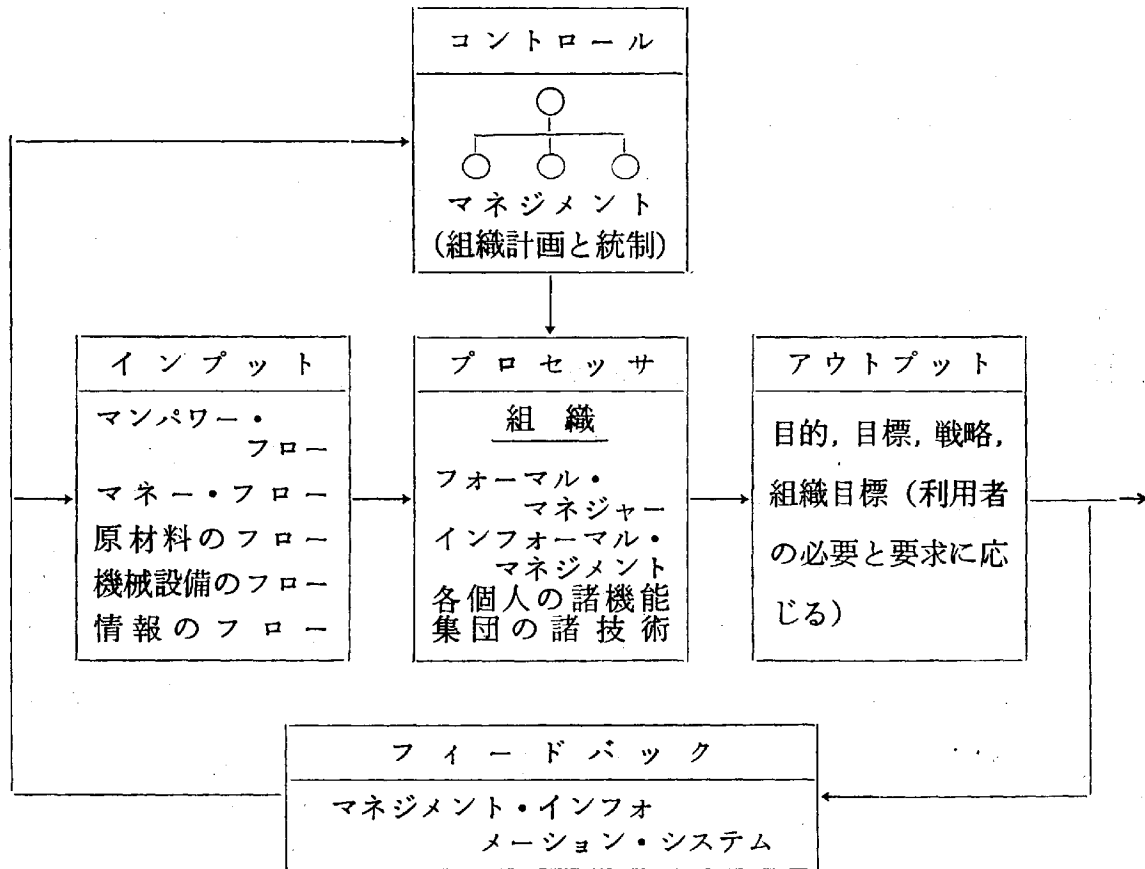 コントロール
マネジメント
(組織計画と統制)
インプット
マンパワー・
フロー
マネー・フロー
原材料のフロー
機械設備のフロー
情報のフロー
プロセッサ
組織
フォーマル・
マネジャー
インフォーマル・
マネジメント
各個人の諸機能
集団の諸技術
アウトプット
目的, 目標, 戦略,
組織目標 (利用者
の必要と要求に応
じる)
フィードバック
マネジメント・インフォ
メーション・システム